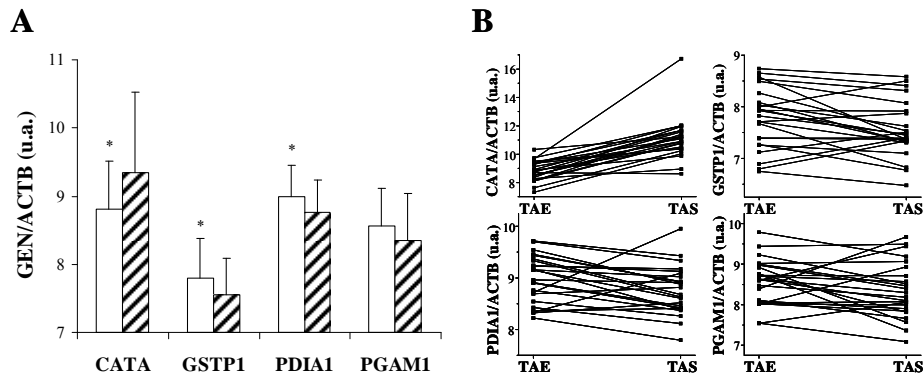 A
GEN/ACTB (u.a.)
11
10
9
8
7
*
*
*
CATA
GSTP1
PDIA1
PGAM1
B
CATA/ACTB (u.a.)
16
14
12
10
8
TAE
TAS
GSTP1/ACTB (u.a.)
9
8
7
TAE
TAS
PDIA1/ACTB (u.a.)
10
9
8
TAE
TAS
PGAM1/ACTB (u.a.)
10
9
8
7
TAE
TAS